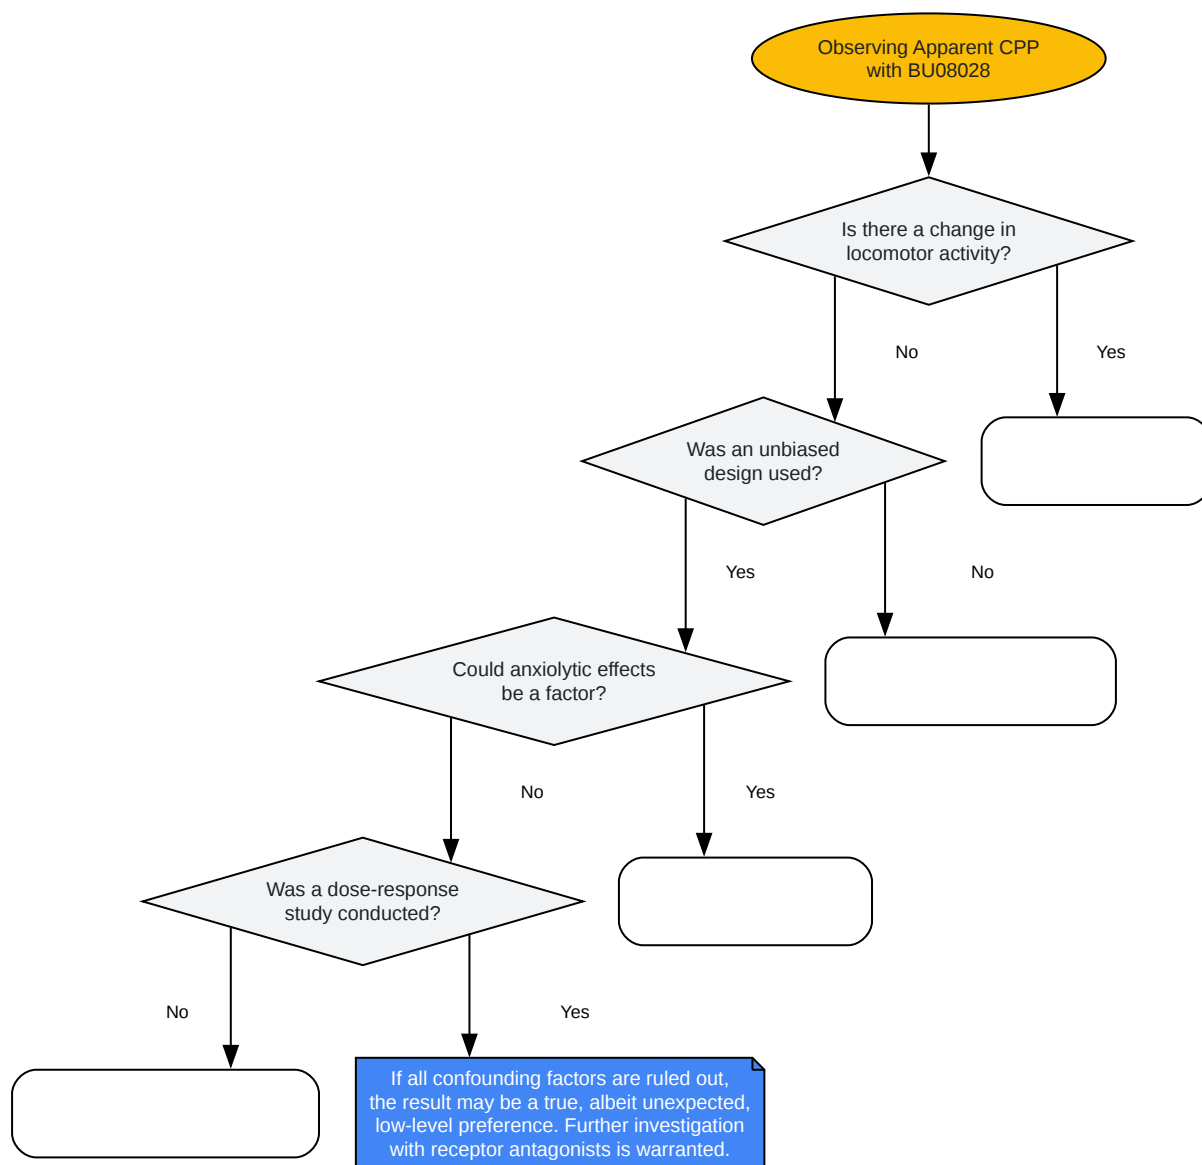 Observing Apparent CPP
with BU08028
Is there a change in
locomotor activity?
No
Yes
Was an unbiased
design used?
Yes
No
Could anxiolytic effects
be a factor?
No
Yes
Was a dose-response
study conducted?
No
Yes
If all confounding factors are ruled out,
the result may be a true, albeit unexpected,
low-level preference. Further investigation
with receptor antagonists is warranted.